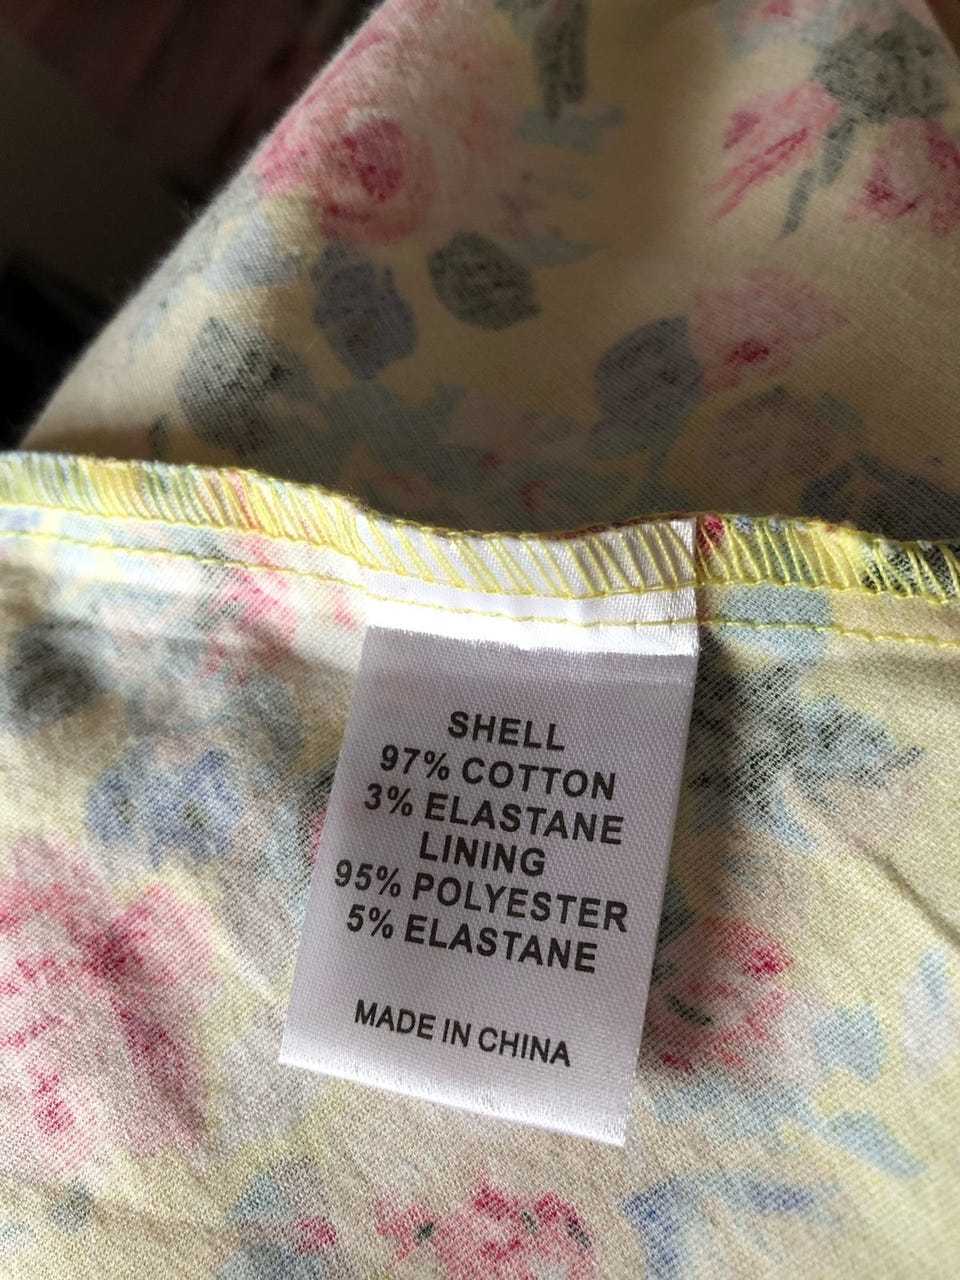 SHELL
97% COTTON
3% ELASTANE
LINING
95% POLYESTER
5% ELASTANE
MADE IN CHINA